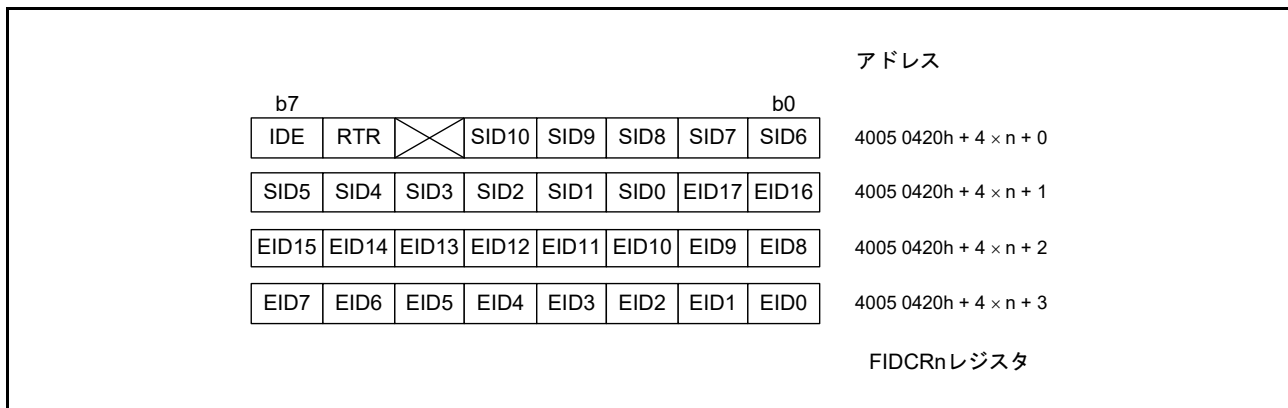 アドレス
b7 b0
IDE RTR SID10 SID9 SID8 SID7 SID6 4005 0420h + 4 × n + 0
SID5 SID4 SID3 SID2 SID1 SID0 EID17 EID16 4005 0420h + 4 × n + 1
EID15 EID14 EID13 EID12 EID11 EID10 EID9 EID8 4005 0420h + 4 × n + 2
EID7 EID6 EID5 EID4 EID3 EID2 EID1 EID0 4005 0420h + 4 × n + 3
FIDCRnレジスタ